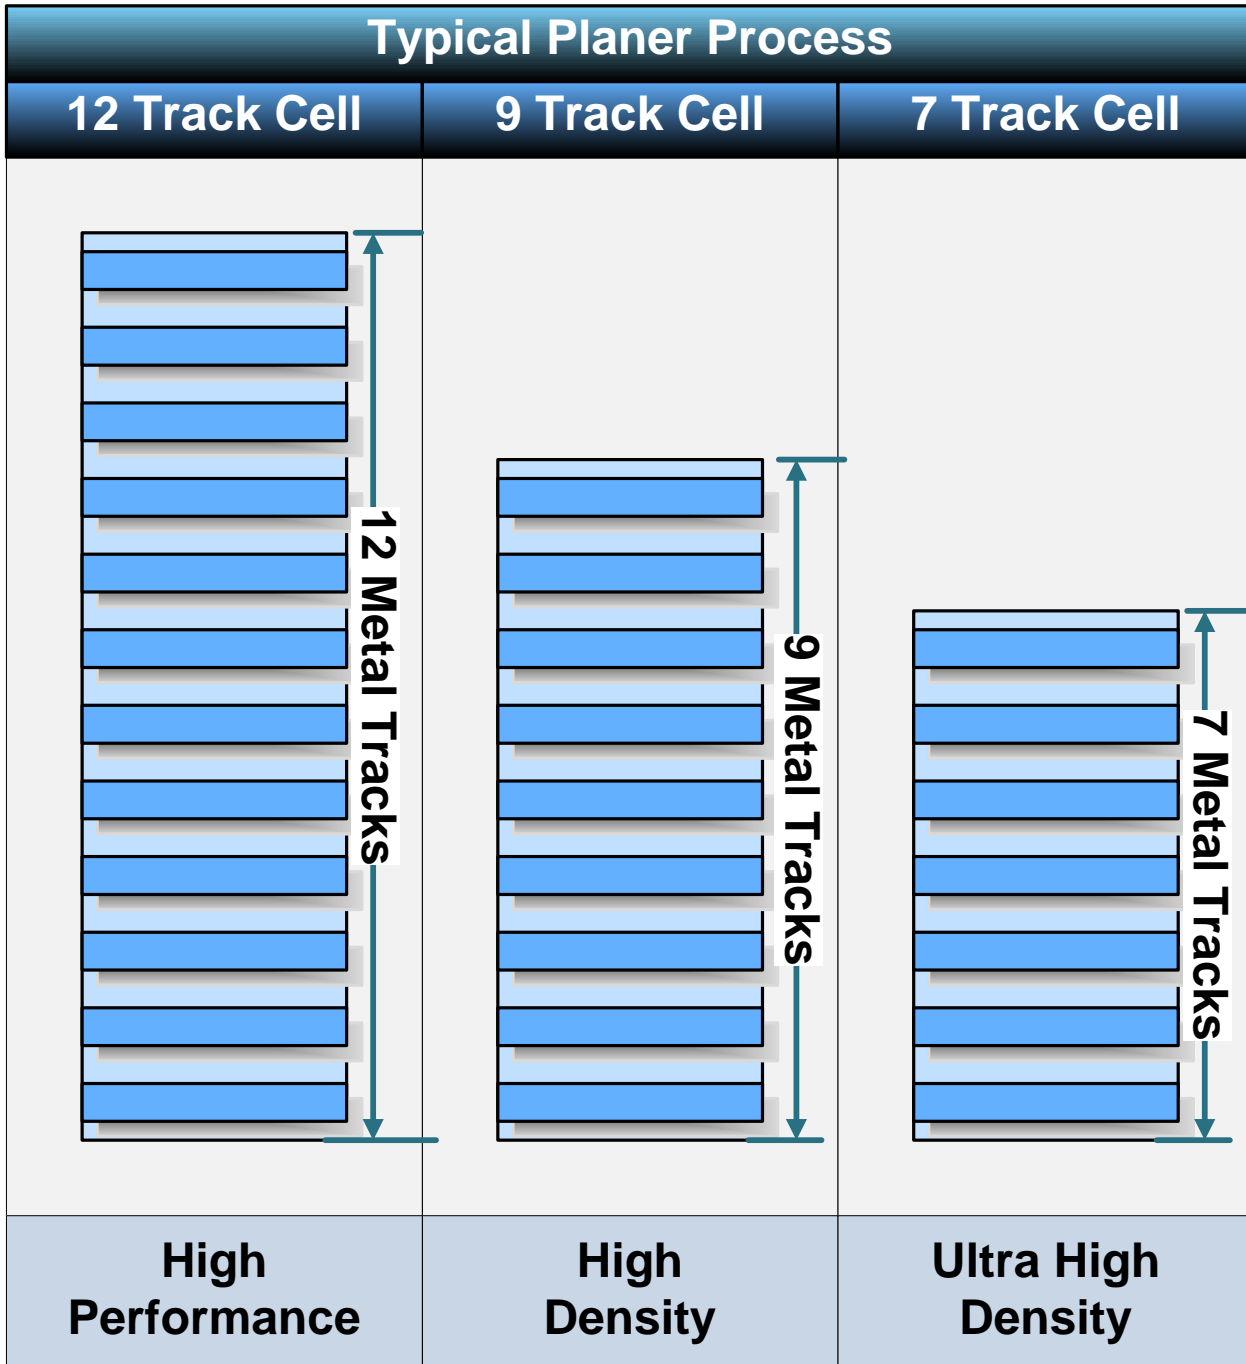 Typical Planer Process
12 Track Cell
9 Track Cell
7 Track Cell
12 Metal Tracks
9 Metal Tracks
7 Metal Tracks
High
Performance
High
Density
Ultra High
Density